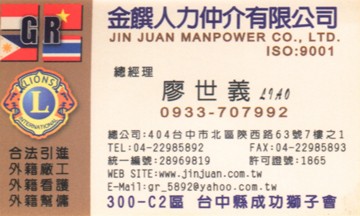 GR
金饌人力仲介有限公司
JIN JUAN MANPOWER CO., LTD.
ISO:9001
LIONS
L
INTERNATIONAL
總經理
廖世義 LIAO
0933-707992
總公司:404台中市北區陝西路63號7樓之1
TEL:04-22985892 FAX:04-22985893
統一編號:28969819 許可證號:1865
WEB SITE:www.jinjuan.com.tw
E-Mail:gr_5892@yahoo.com.tw
300-C2區 台中縣成功獅子會
合法引進
外籍廠工
外籍看護
外籍幫傭